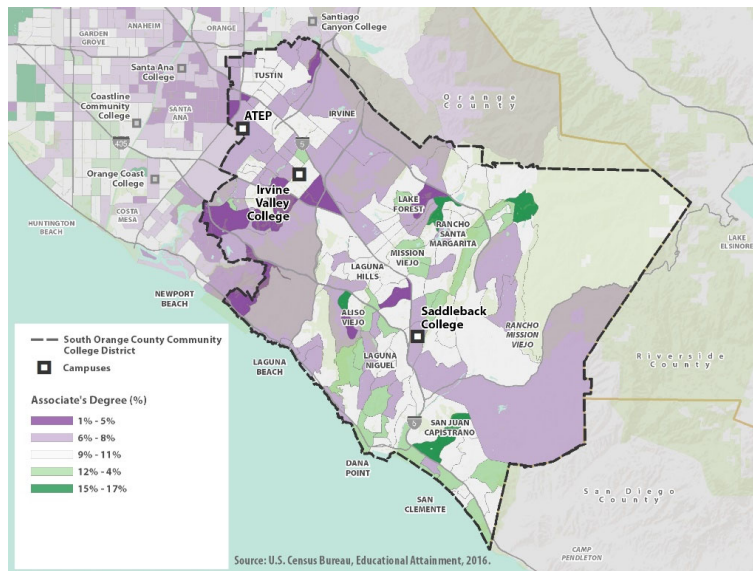 Santiago
Canyon College
ANAHEIM
ORANGE
GARDEN
GROVE
Santa Ana
College
TUSTIN
Coastline
Community
College
SANTA
ANA
ATEP
IRVINE
Orange
County
405
5
Orange Coast
College
Irvine
Valley
College
COSTA
MESA
HUNTINGTON
BEACH
LAKE
FOREST
RANCHO
SANTA
MARGARITA
LAKE
ELSINORE
MISSION
VIEJO
LAGUNA
HILLS
NEWPORT
BEACH
ALISO
VIEJO
Saddleback
College
RANCHO
MISSION
VIEJO
LAGUNA
BEACH
LAGUNA
NIGUEL
Riverside
County
SAN JUAN
CAPISTRANO
5
DANA
POINT
SAN
CLEMENTE
San Diego
County
CAMP
PENDLETON
South Orange County Community
College District
Campuses
Associate's Degree (%)
1% - 5%
6% - 8%
9% - 11%
12% - 4%
15% - 17%
Source: U.S. Census Bureau, Educational Attainment, 2016.